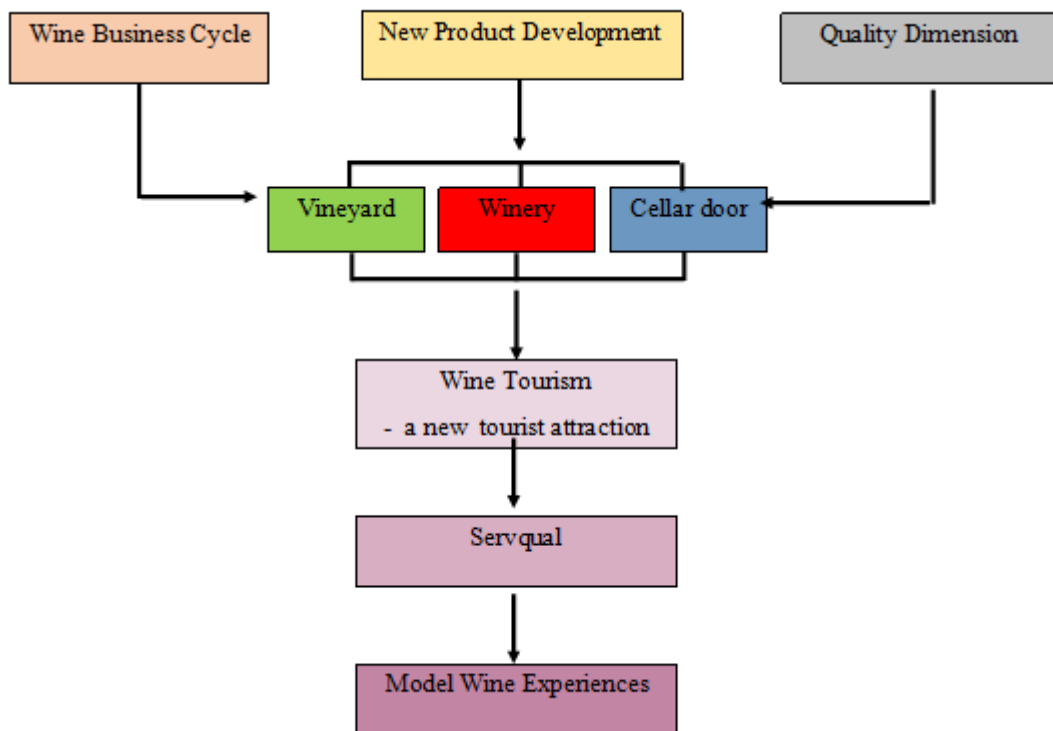 Wine Business Cycle
New Product Development
Quality Dimension
Vineyard
Winery
Cellar door
Wine Tourism
- a new tourist attraction
Servqual
Model Wine Experiences